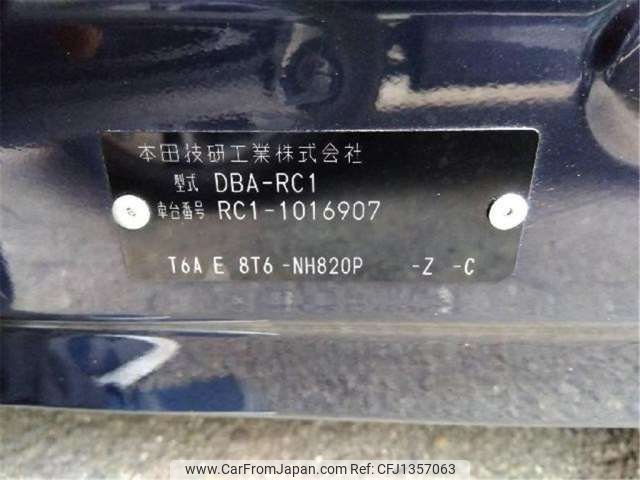 本田技研工業株式会社
型式 DBA-RC1
車台番号 RC1-1016907
T6A E 8T6 -NH820P -Z -C
www.CarFromJapan.com | CFJ1357063